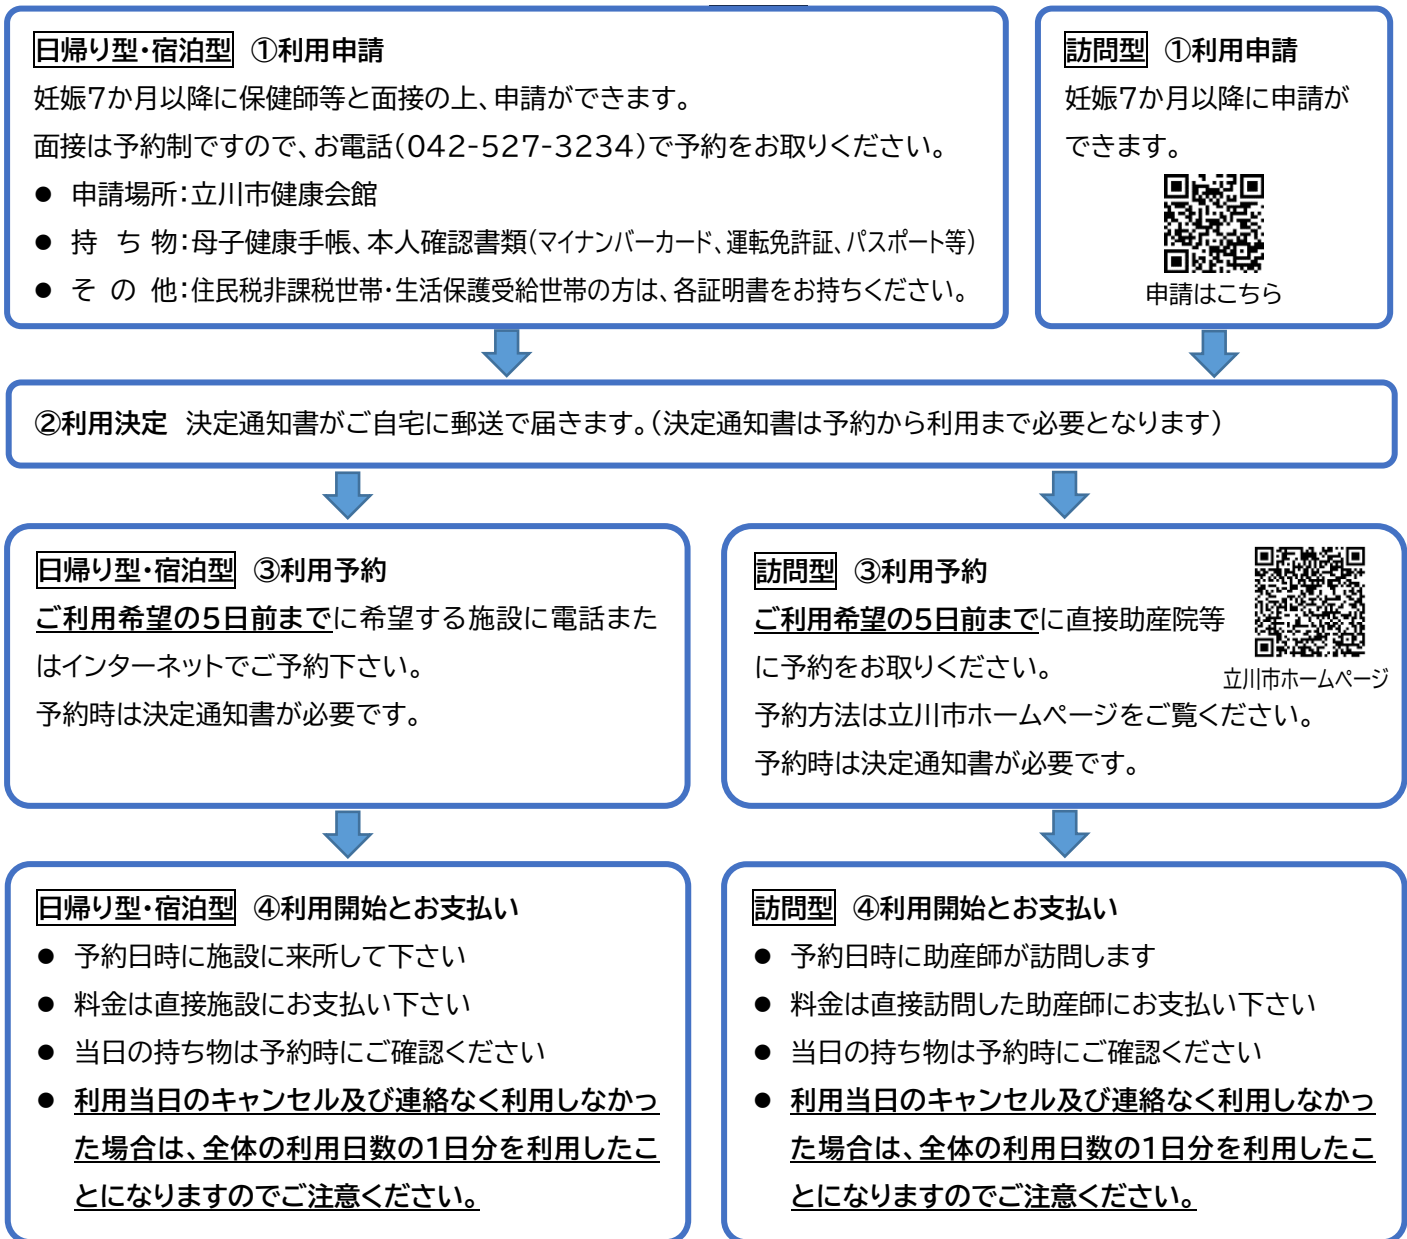 日帰り型・宿泊型 ①利用申請
妊娠7か月以降に保健師等と面接の上、申請ができます。
面接は予約制ですので、お電話（042-527-3234）で予約をお取りください。
● 申請場所：立川市健康会館
● 持 ち 物：母子健康手帳、本人確認書類（マイナンバーカード、運転免許証、パスポート等）
● そ の 他：住民税非課税世帯・生活保護受給世帯の方は、各証明書をお持ちください。
訪問型 ①利用申請
妊娠7か月以降に申請が
できます。
申請はこちら
②利用決定 決定通知書がご自宅に郵送で届きます。（決定通知書は予約から利用まで必要となります）
日帰り型・宿泊型 ③利用予約
ご利用希望の5日前までに希望する施設に電話また
はインターネットでご予約下さい。
予約時は決定通知書が必要です。
訪問型 ③利用予約
ご利用希望の5日前までに直接助産院等
に予約をお取りください。
立川市ホームページ
予約方法は立川市ホームページをご覧ください。
予約時は決定通知書が必要です。
日帰り型・宿泊型 ④利用開始とお支払い
● 予約日時に施設に来所して下さい
● 料金は直接施設にお支払い下さい
● 当日の持ち物は予約時にご確認ください
● 利用当日のキャンセル及び連絡なく利用しなかっ
た場合は、全体の利用日数の1日分を利用したこ
とになりますのでご注意ください。
訪問型 ④利用開始とお支払い
● 予約日時に助産師が訪問します
● 料金は直接訪問した助産師にお支払い下さい
● 当日の持ち物は予約時にご確認ください
● 利用当日のキャンセル及び連絡なく利用しなかっ
た場合は、全体の利用日数の1日分を利用したこ
とになりますのでご注意ください。